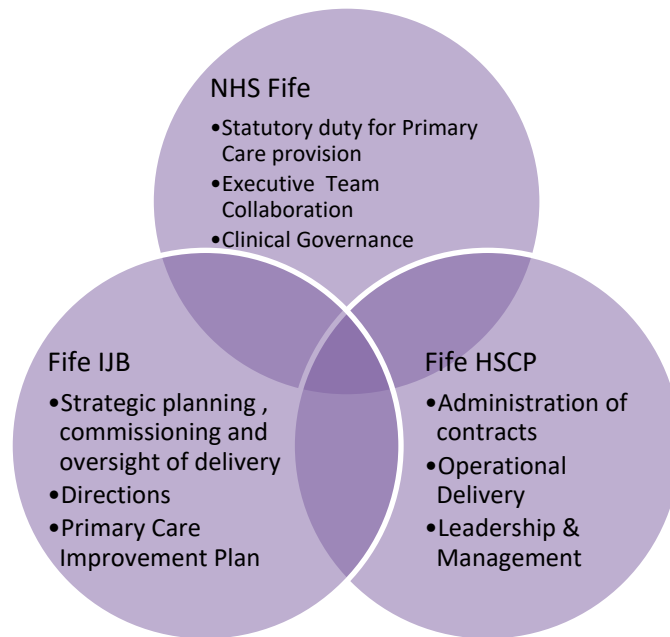 NHS Fife
•Statutory duty for Primary
Care provision
•Executive Team
Collaboration
•Clinical Governance
Fife IJB
•Strategic planning ,
commissioning and
oversight of delivery
•Directions
•Primary Care
Improvement Plan
Fife HSCP
•Administration of
contracts
•Operational
Delivery
•Leadership &
Management